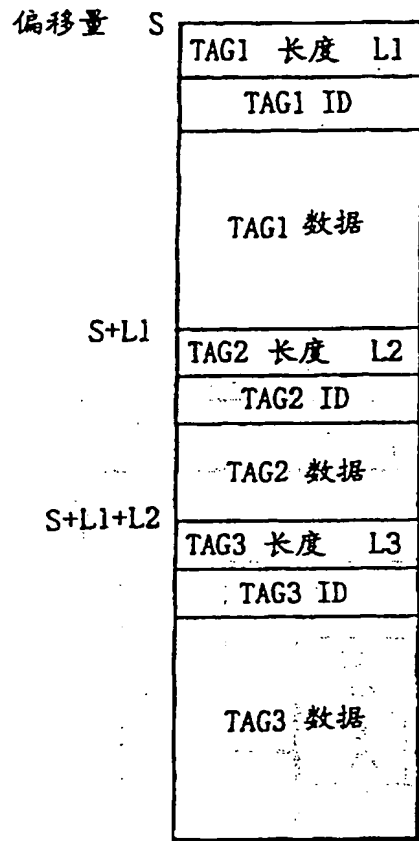 偏移量 S
TAG1 长度 L1
TAG1 ID
TAG1 数据
S+L1
TAG2 长度 L2
TAG2 ID
TAG2 数据
S+L1+L2
TAG3 长度 L3
TAG3 ID
TAG3 数据